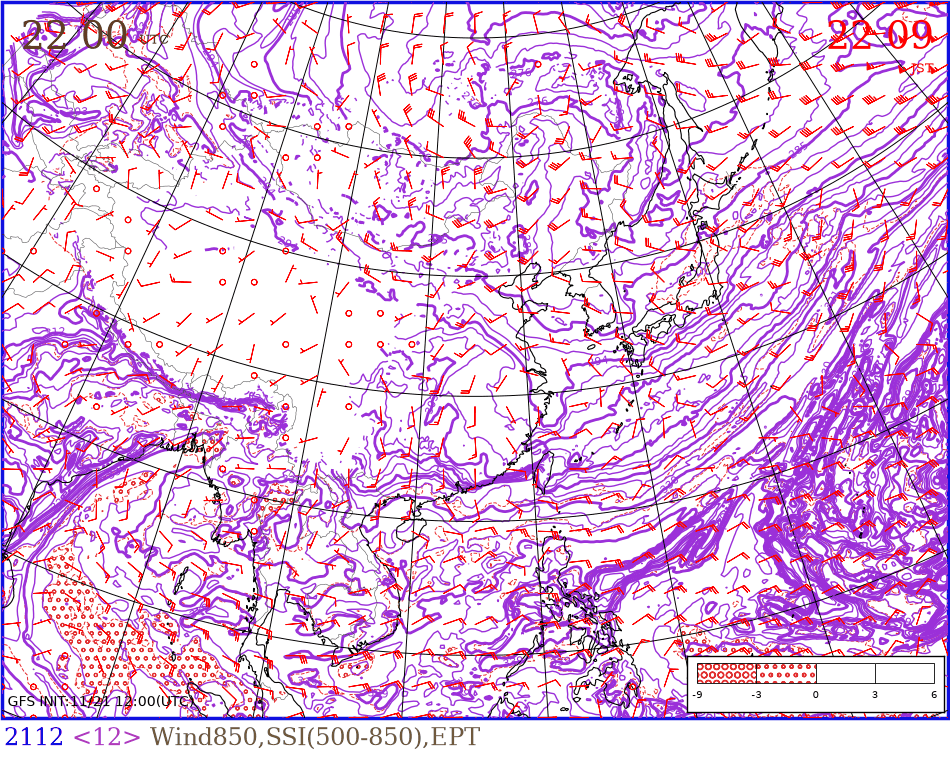 22 00 UTC
22 09
JST
-9 -3 0 3 6
GFS INIT:11/21 12:00(UTC)
2112 <12> Wind850,SSI(500-850),EPT